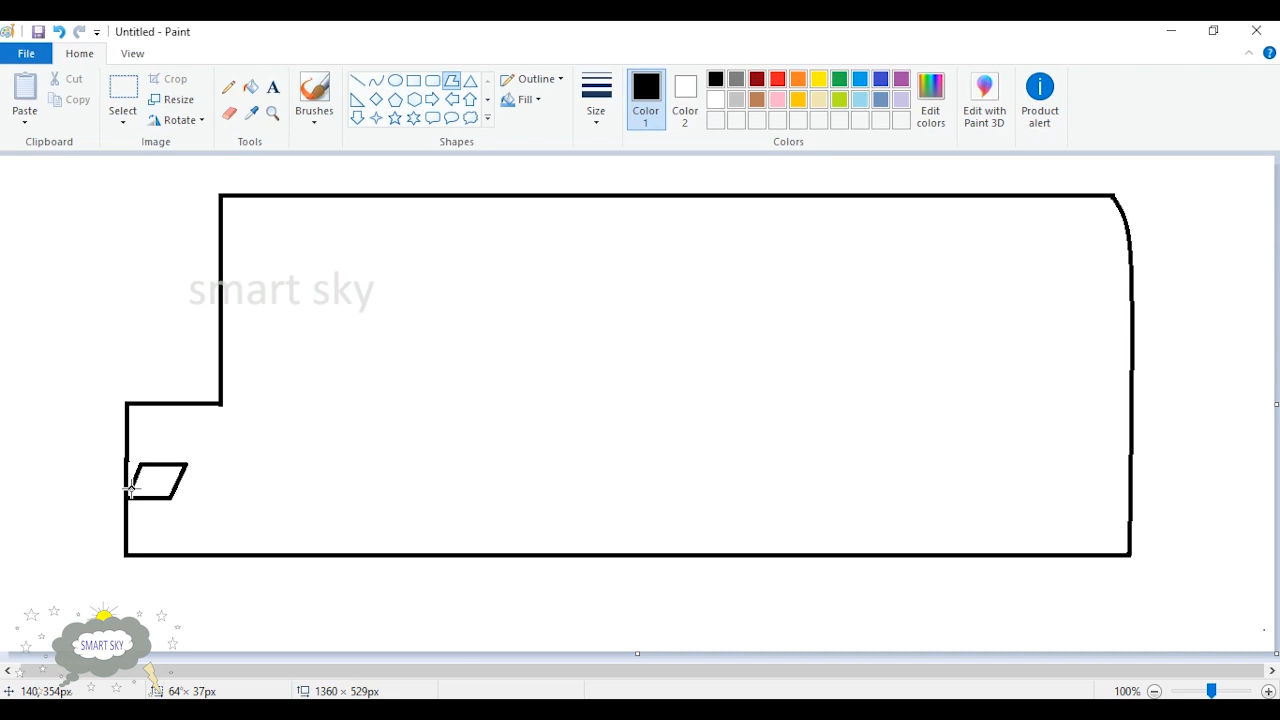 Untitled - Paint
File Home View
Paste
Clipboard
Cut
Copy
Select
Crop
Resize
Rotate
Image
A
Tools
Brushes
Outline
Fill
Shapes
Size
Color
1
Color
2
Edit
colors
Colors
Edit with
Paint 3D
Product
alert
smart sky
SMART SKY
140, 354px
64 × 37px
1360 × 529px
100%